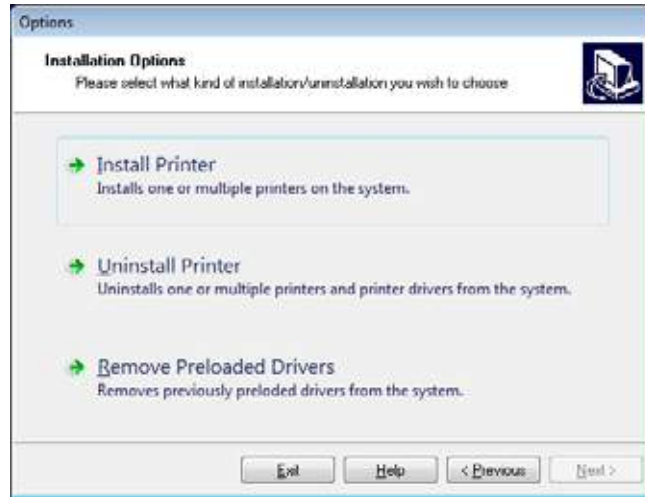 Options
Installation Options
Please select what kind of installation/uninstallation you wish to choose
Install Printer
Installs one or multiple printers on the system.
Uninstall Printer
Uninstalls one or multiple printers and printer drivers from the system.
Remove Preloaded Drivers
Removes previously preloded drivers from the system.
Exit Help < Previous Next >